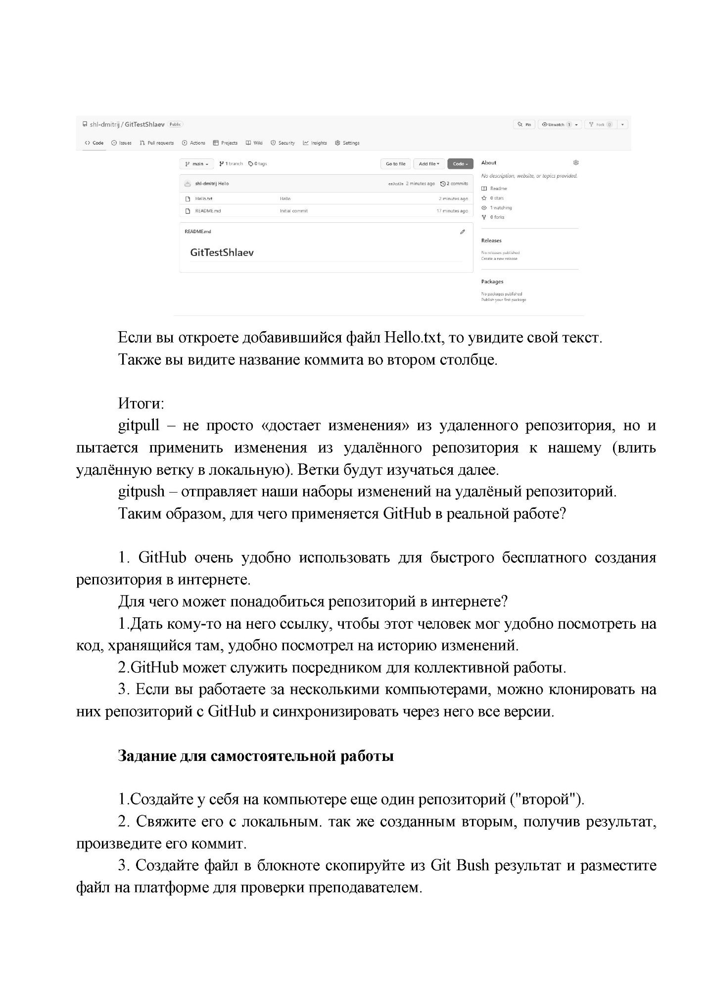 shl-dmitrij / GitTestShlaev Public Pin Unwatch 1 Fork 0
Code Issues Pull requests Actions Projects Wiki Security Insights Settings
main 1 branch 0 tags Go to file Add file Code About
No description, website, or topics provided.
shl-dmitrij Hello ea3cd3a 2 minutes ago 2 commits
Readme
Hello.txt Hello 2 minutes ago
0 stars
1 watching
README.md Initial commit 17 minutes ago
0 forks
README.md
Releases
GitTestShlaev
No releases published
Create a new release
Packages
No packages published
Publish your first package
Если вы откроете добавившийся файл Hello.txt, то увидите свой текст.
Также вы видите название коммита во втором столбце.
Итоги:
gitpull – не просто «достает изменения» из удаленного репозитория, но и
пытается применить изменения из удалённого репозитория к нашему (влить
удалённую ветку в локальную). Ветки будут изучаться далее.
gitpush – отправляет наши наборы изменений на удалёный репозиторий.
Таким образом, для чего применяется GitHub в реальной работе?
1. GitHub очень удобно использовать для быстрого бесплатного создания
репозитория в интернете.
Для чего может понадобиться репозиторий в интернете?
1.Дать кому-то на него ссылку, чтобы этот человек мог удобно посмотреть на
код, хранящийся там, удобно посмотрел на историю изменений.
2.GitHub может служить посредником для коллективной работы.
3. Если вы работаете за несколькими компьютерами, можно клонировать на
них репозиторий с GitHub и синхронизировать через него все версии.
Задание для самостоятельной работы
1.Создайте у себя на компьютере еще один репозиторий ("второй").
2. Свяжите его с локальным. так же созданным вторым, получив результат,
произведите его коммит.
3. Создайте файл в блокноте скопируйте из Git Bush результат и разместите
файл на платформе для проверки преподавателем.